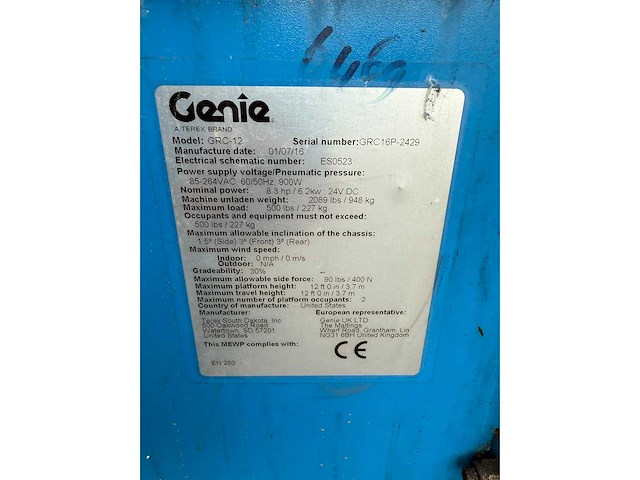 Genie
A TEREX BRAND
Model: GRC-12 Serial number: GRC16P-2429
Manufacture date: 01/07/16
Electrical schematic number: ES0523
Power supply voltage/Pneumatic pressure:
85-264VAC, 60/50Hz, 900W
Nominal power: 8.3 hp / 6.2kw : 24V DC
Machine unladen weight: 2089 lbs / 948 kg
Maximum load: 500 lbs / 227 kg
Occupants and equipment must not exceed:
500 lbs / 227 kg
Maximum allowable inclination of the chassis:
1.5° (Side) 3° (Front) 3° (Rear)
Maximum wind speed:
Indoor: 0 mph / 0 m/s
Outdoor: N/A
Gradeability: 30% –
Maximum allowable side force: 90 lbs / 400 N
Maximum platform height: 12 ft 0 in / 3.7 m
Maximum travel height: 12 ft 0 in / 3.7 m
Maximum number of platform occupants: 2
Country of manufacture: United States
Manufacturer: European representative:
Terex South Dakota, Inc Genie UK LTD
500 Oakwood Road The Maltings
Watertown, SD 57201 Wharf Road, Grantham, Lin
United States NG31 6BH United Kingdom
This MEWP complies with: CE
EN 280